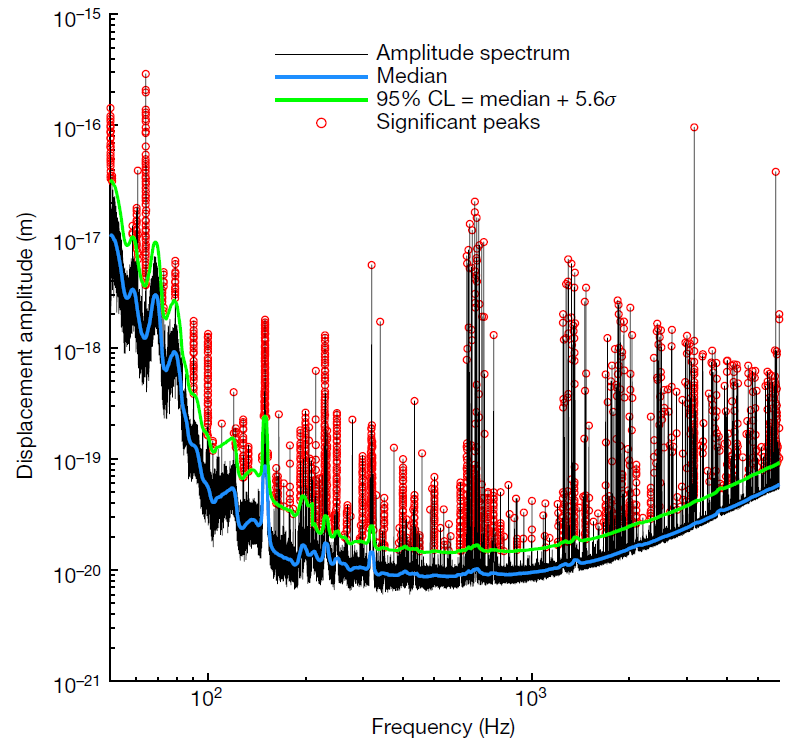 10⁻¹⁵
Amplitude spectrum
Median
95% CL = median + 5.6σ
Significant peaks
10⁻¹⁶
10⁻¹⁷
10⁻¹⁸
10⁻¹⁹
10⁻²⁰
10⁻²¹
Displacement amplitude (m)
10²
10³
Frequency (Hz)